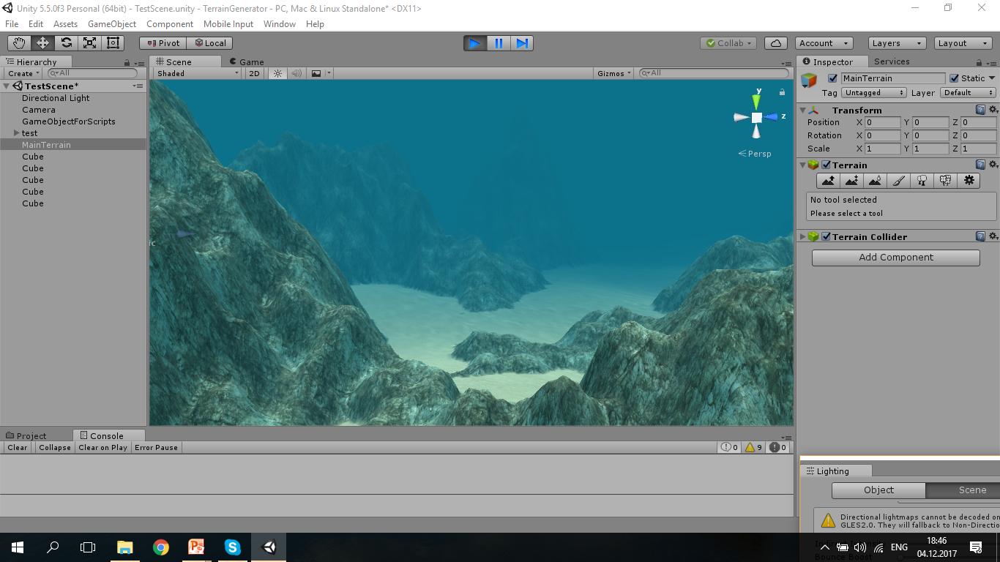 Unity 5.5.0f3 Personal (64bit) - TestScene.unity - TerrainGenerator - PC, Mac & Linux Standalone* <DX11>
File Edit Assets GameObject Component Mobile Input Window Help
Pivot Local Collab Account Layers Layout
Hierarchy Scene Game Inspector Services
Create All Shaded 2D Gizmos All
TestScene*
Directional Light
Camera
GameObjectForScripts
test
MainTerrain
Cube
Cube
Cube
Cube
Cube
y
z
Persp
ic
MainTerrain Static
Tag Untagged Layer Default
Transform
Position X 0 Y 0 Z 0
Rotation X 0 Y 0 Z 0
Scale X 1 Y 1 Z 1
Terrain
No tool selected
Please select a tool
Terrain Collider
Add Component
Project Console
Clear Collapse Clear on Play Error Pause 0 9 0
Lighting
Object Scene
Directional lightmaps cannot be decoded on
GLES2.0. They will fallback to Non-Directio
Indirect Intensity
Bounce Boost
ENG
18:46
04.12.2017